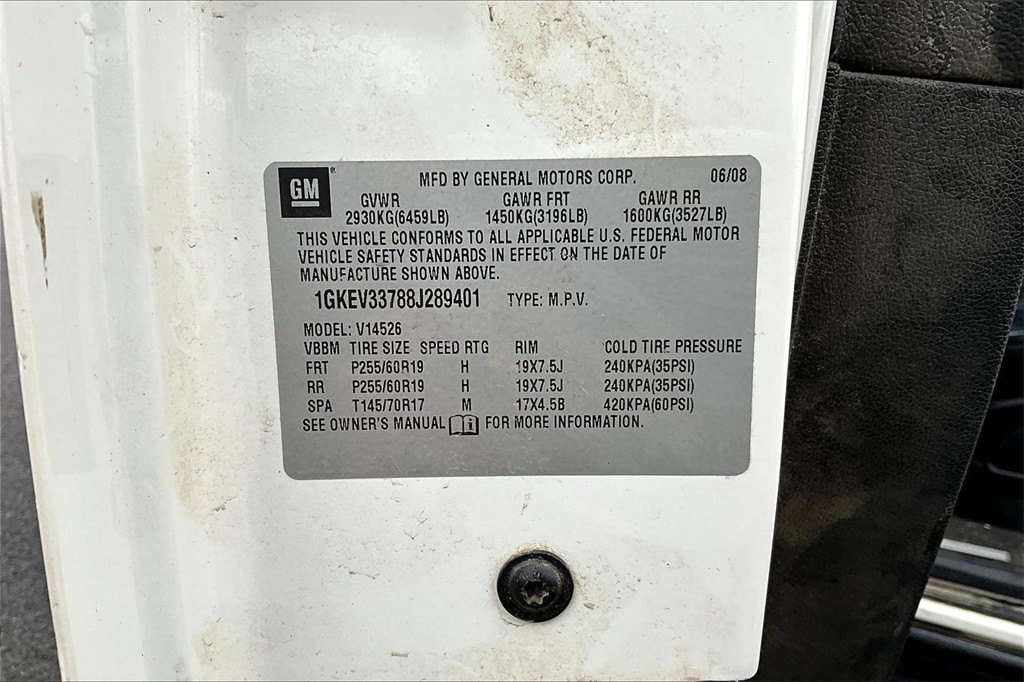 GM ® MFD BY GENERAL MOTORS CORP. 06/08
GVWR GAWR FRT GAWR RR
2930KG(6459LB) 1450KG(3196LB) 1600KG(3527LB)
THIS VEHICLE CONFORMS TO ALL APPLICABLE U.S. FEDERAL MOTOR
VEHICLE SAFETY STANDARDS IN EFFECT ON THE DATE OF
MANUFACTURE SHOWN ABOVE.
1GKEV33788J289401 TYPE: M.P.V.
MODEL: V14526
VBBM TIRE SIZE SPEED RTG RIM COLD TIRE PRESSURE
FRT P255/60R19 H 19X7.5J 240KPA(35PSI)
RR P255/60R19 H 19X7.5J 240KPA(35PSI)
SPA T145/70R17 M 17X4.5B 420KPA(60PSI)
SEE OWNER'S MANUAL i FOR MORE INFORMATION.